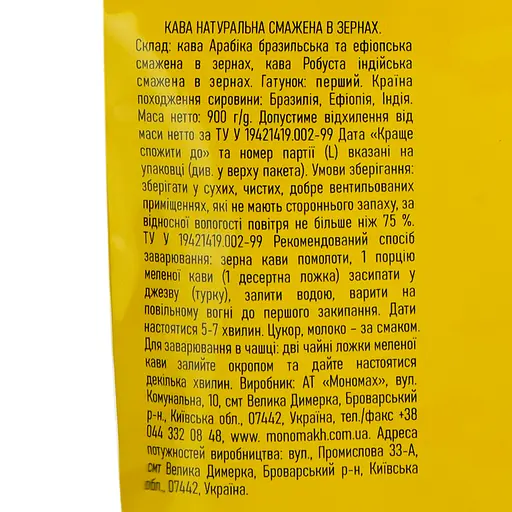 КАВА НАТУРАЛЬНА СМАЖЕНА В ЗЕРНАХ.
Склад: кава Арабіка бразильська та ефіопська
смажена в зернах, кава Робуста індійська
смажена в зернах. Гатунок: перший. Країна
походження сировини: Бразилія, Ефіопія, Індія.
Маса нетто: 900 г/g. Допустиме відхилення від
маси нетто за ТУ У 19421419.002-99 Дата «Краще
спожити до» та номер партії (L) вказані на
упаковці (див. у верху пакета). Умови зберігання:
зберігати у сухих, чистих, добре вентильованих
приміщеннях, які не мають стороннього запаху, за
відносної вологості повітря не більше ніж 75 %.
ТУ У 19421419.002-99 Рекомендований спосіб
заварювання: зерна кави помолоти, 1 порцію
меленої кави (1 десертна ложка) засипати у
джезву (турку), залити водою, варити на
повільному вогні до першого закипання. Дати
настоятися 5-7 хвилин. Цукор, молоко – за смаком.
Для заварювання в чашці: дві чайні ложки меленої
кави залийте окропом та дайте настоятися
декілька хвилин. Виробник: АТ «Мономах», вул.
Комунальна, 10, смт Велика Димерка, Броварський
р-н, Київська обл., 07442, Україна, тел./факс +38
044 332 08 48, www. monomakh.com.ua. Адреса
потужностей виробництва: вул., Промислова 33-А,
смт Велика Димерка, Броварський р-н, Київська
обл., 07442, Україна.